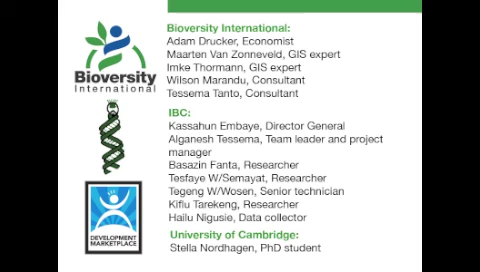 Bioversity International:
Adam Drucker, Economist
Maarten Van Zonneveld, GIS expert
Imke Thormann, GIS expert
Wilson Marandu, Consultant
Tessema Tanto, Consultant
Bioversity
International
IBC:
Kassahun Embaye, Director General
Alganesh Tessema, Team leader and project
manager
Basazin Fanta, Researcher
Tesfaye W/Semayat, Researcher
Tegeng W/Wosen, Senior technician
Kiflu Tarekeng, Researcher
Hailu Nigusie, Data collector
DEVELOPMENT
MARKETPLACE
University of Cambridge:
Stella Nordhagen, PhD student